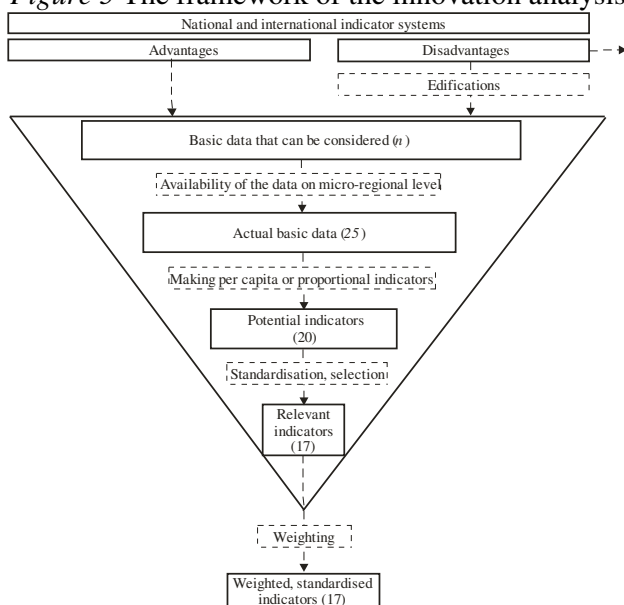 Figure 3 The framework of the innovation analysis
National and international indicator systems
Advantages
Disadvantages
Edifications
Basic data that can be considered (n)
Availability of the data on micro-regional level
Actual basic data (25)
Making per capita or proportional indicators
Potential indicators
(20)
Standardisation, selection
Relevant
indicators
(17)
Weighting
Weighted, standardised
indicators (17)